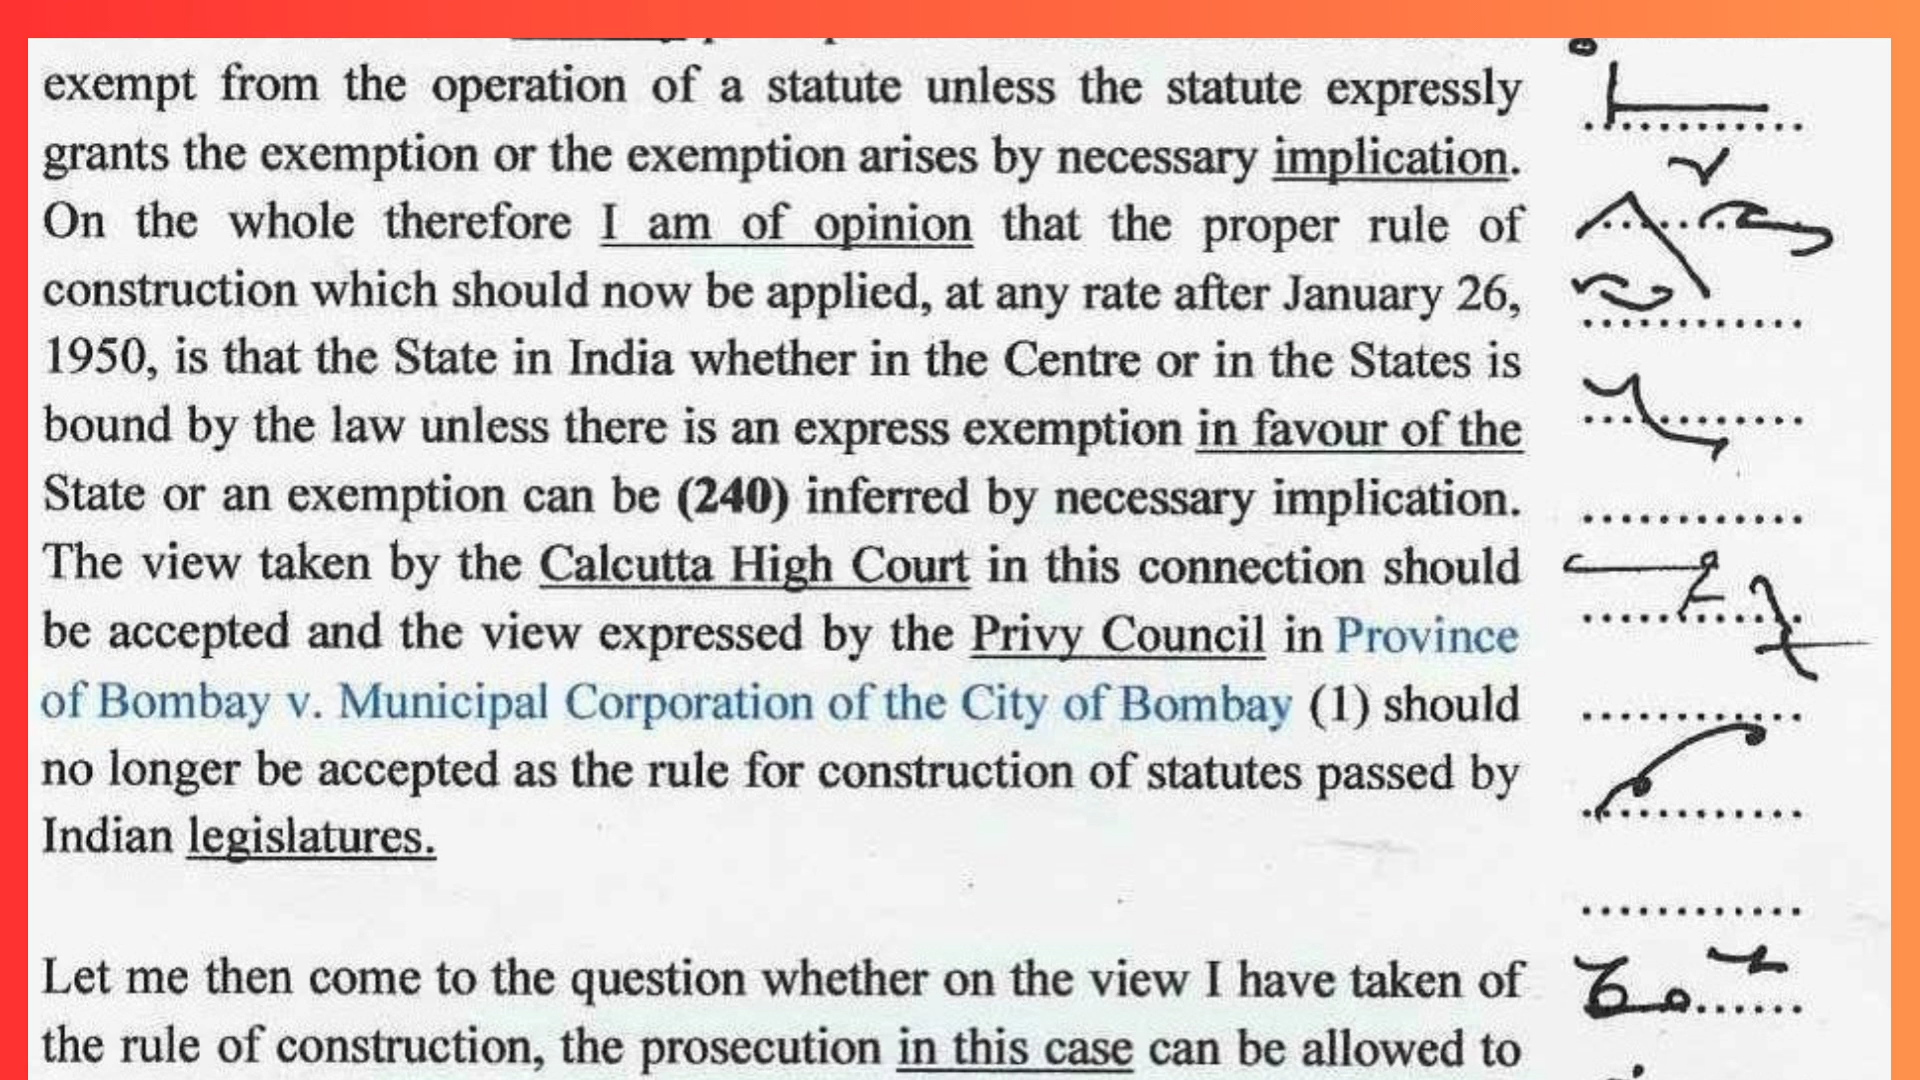 exempt from the operation of a statute unless the statute expressly
grants the exemption or the exemption arises by necessary implication.
On the whole therefore I am of opinion that the proper rule of
construction which should now be applied, at any rate after January 26,
1950, is that the State in India whether in the Centre or in the States is
bound by the law unless there is an express exemption in favour of the
State or an exemption can be (240) inferred by necessary implication.
The view taken by the Calcutta High Court in this connection should
be accepted and the view expressed by the Privy Council in Province
of Bombay v. Municipal Corporation of the City of Bombay (1) should
no longer be accepted as the rule for construction of statutes passed by
Indian legislatures.
Let me then come to the question whether on the view I have taken of
the rule of construction, the prosecution in this case can be allowed to